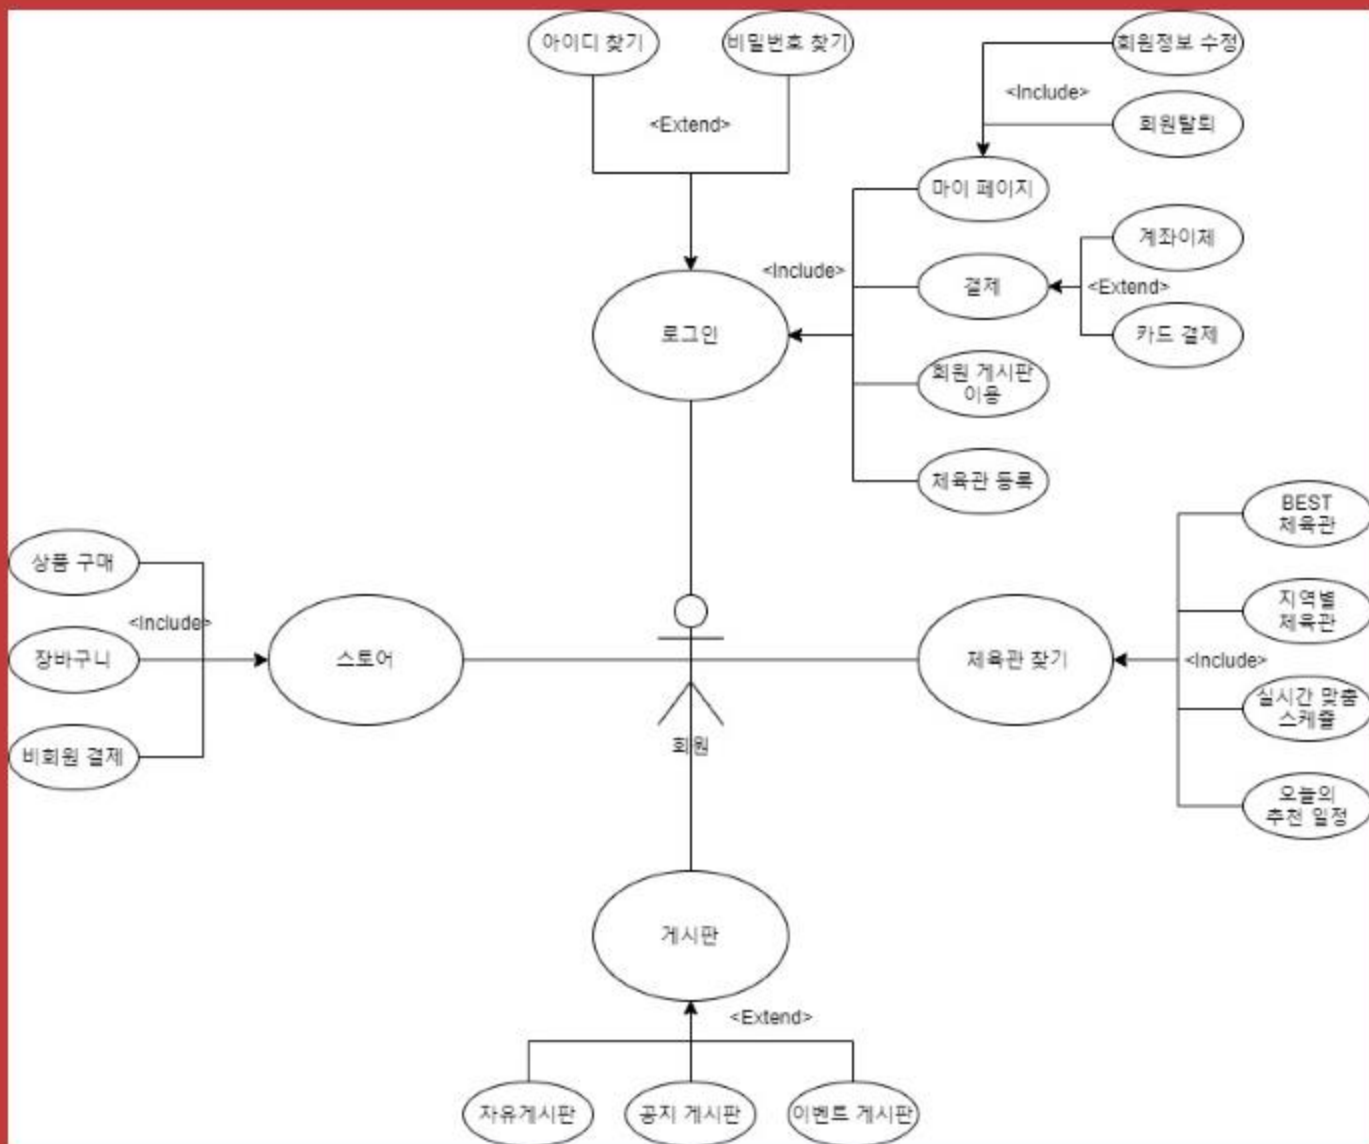 아이디 찾기
비밀번호 찾기
회원정보 수정
<Include>
<Extend>
회원탈퇴
마이 페이지
계좌이체
<Include>
결제
<Extend>
로그인
카드 결제
회원 게시판
이용
체육관 등록
BEST
체육관
상품 구매
지역별
체육관
<Include>
장바구니
스토어
체육관 찾기
<Include>
실시간 맞춤
스케줄
회원
비회원 결제
오늘의
추천 일정
게시판
<Extend>
자유게시판
공지 게시판
이벤트 게시판